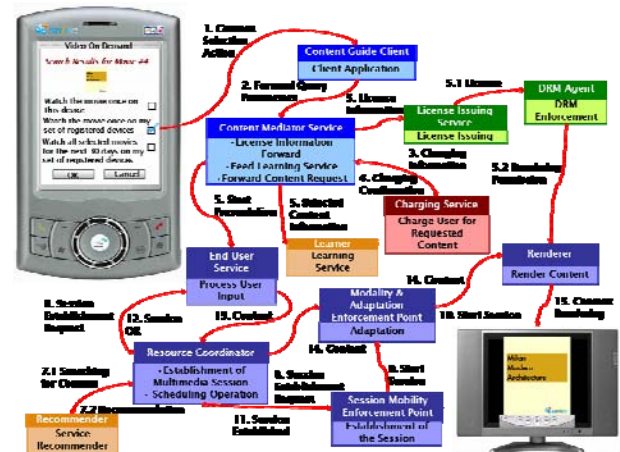 Video On Demand
Search Results for Movie #4
Watch the movie once on
this device
Watch the movie once on my
set of registered devices
Watch all selected movies
for the next 30 days on my
set of registered devices
OK
Cancel
1. Content
Selection
Action
Content Guide Client
Client Application
2. Forward Query
Parameters
5. License
Information
5.1 License
DRM Agent
DRM
Enforcement
License Issuing
Service
License Issuing
Content Mediator Service
- License Information
Forward
- Feed Learning Service
- Forward Content Request
3. Charging
Information
4. Charging
Confirmation
5.2 Rendering
Permission
Charging Service
Charge User for
Requested
Content
5. Start
Presentation
5. Selected
Content
Information
Learner
Learning
Service
End User
Service
Process User
Input
Renderer
Render Content
14. Content
Modality &
Adaptation
Enforcement Point
Adaptation
10. Start Session
15. Content
Rendering
Session
Establishment
Request
12. Session
OK
13. Content
14. Content
Resource Coordinator
- Establishment of
Multimedia Session
- Scheduling Operation
Session
Establishment
Request
9. Start
Session
7.1 Searching
for Content
7.2 Recommendation
Recommender
Service
Recommender
11. Session
Established
Session Mobility
Enforcement Point
Establishment of
the Session
Milan
Modern
Architecture